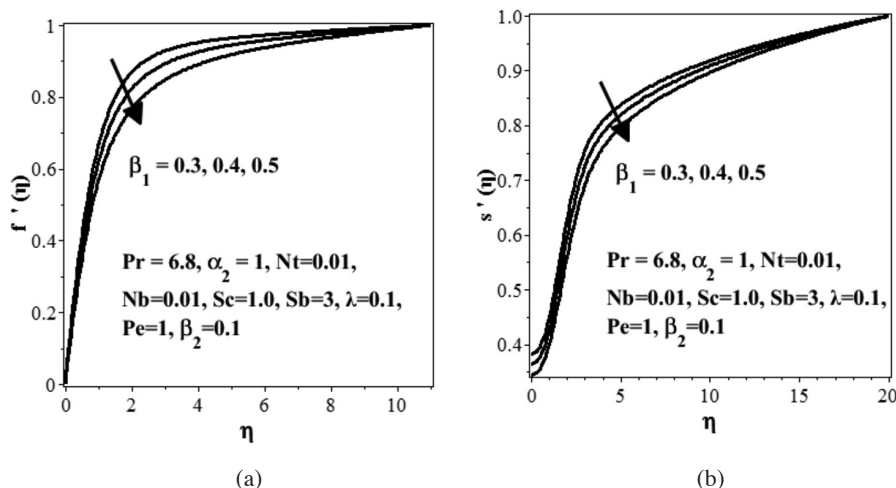 1
0.8
0.6
0.4
0.2
0
f ' (η)
β1 = 0.3, 0.4, 0.5
Pr = 6.8, α2 = 1, Nt=0.01,
Nb=0.01, Sc=1.0, Sb=3, λ=0.1,
Pe=1, β2=0.1
0 2 4 6 8 10
η
(a)
1.0
0.9
0.8
0.7
0.6
0.5
0.4
s ' (η)
β1 = 0.3, 0.4, 0.5
Pr = 6.8, α2 = 1, Nt=0.01,
Nb=0.01, Sc=1.0, Sb=3, λ=0.1,
Pe=1, β2=0.1
0 5 10 15 20
η
(b)